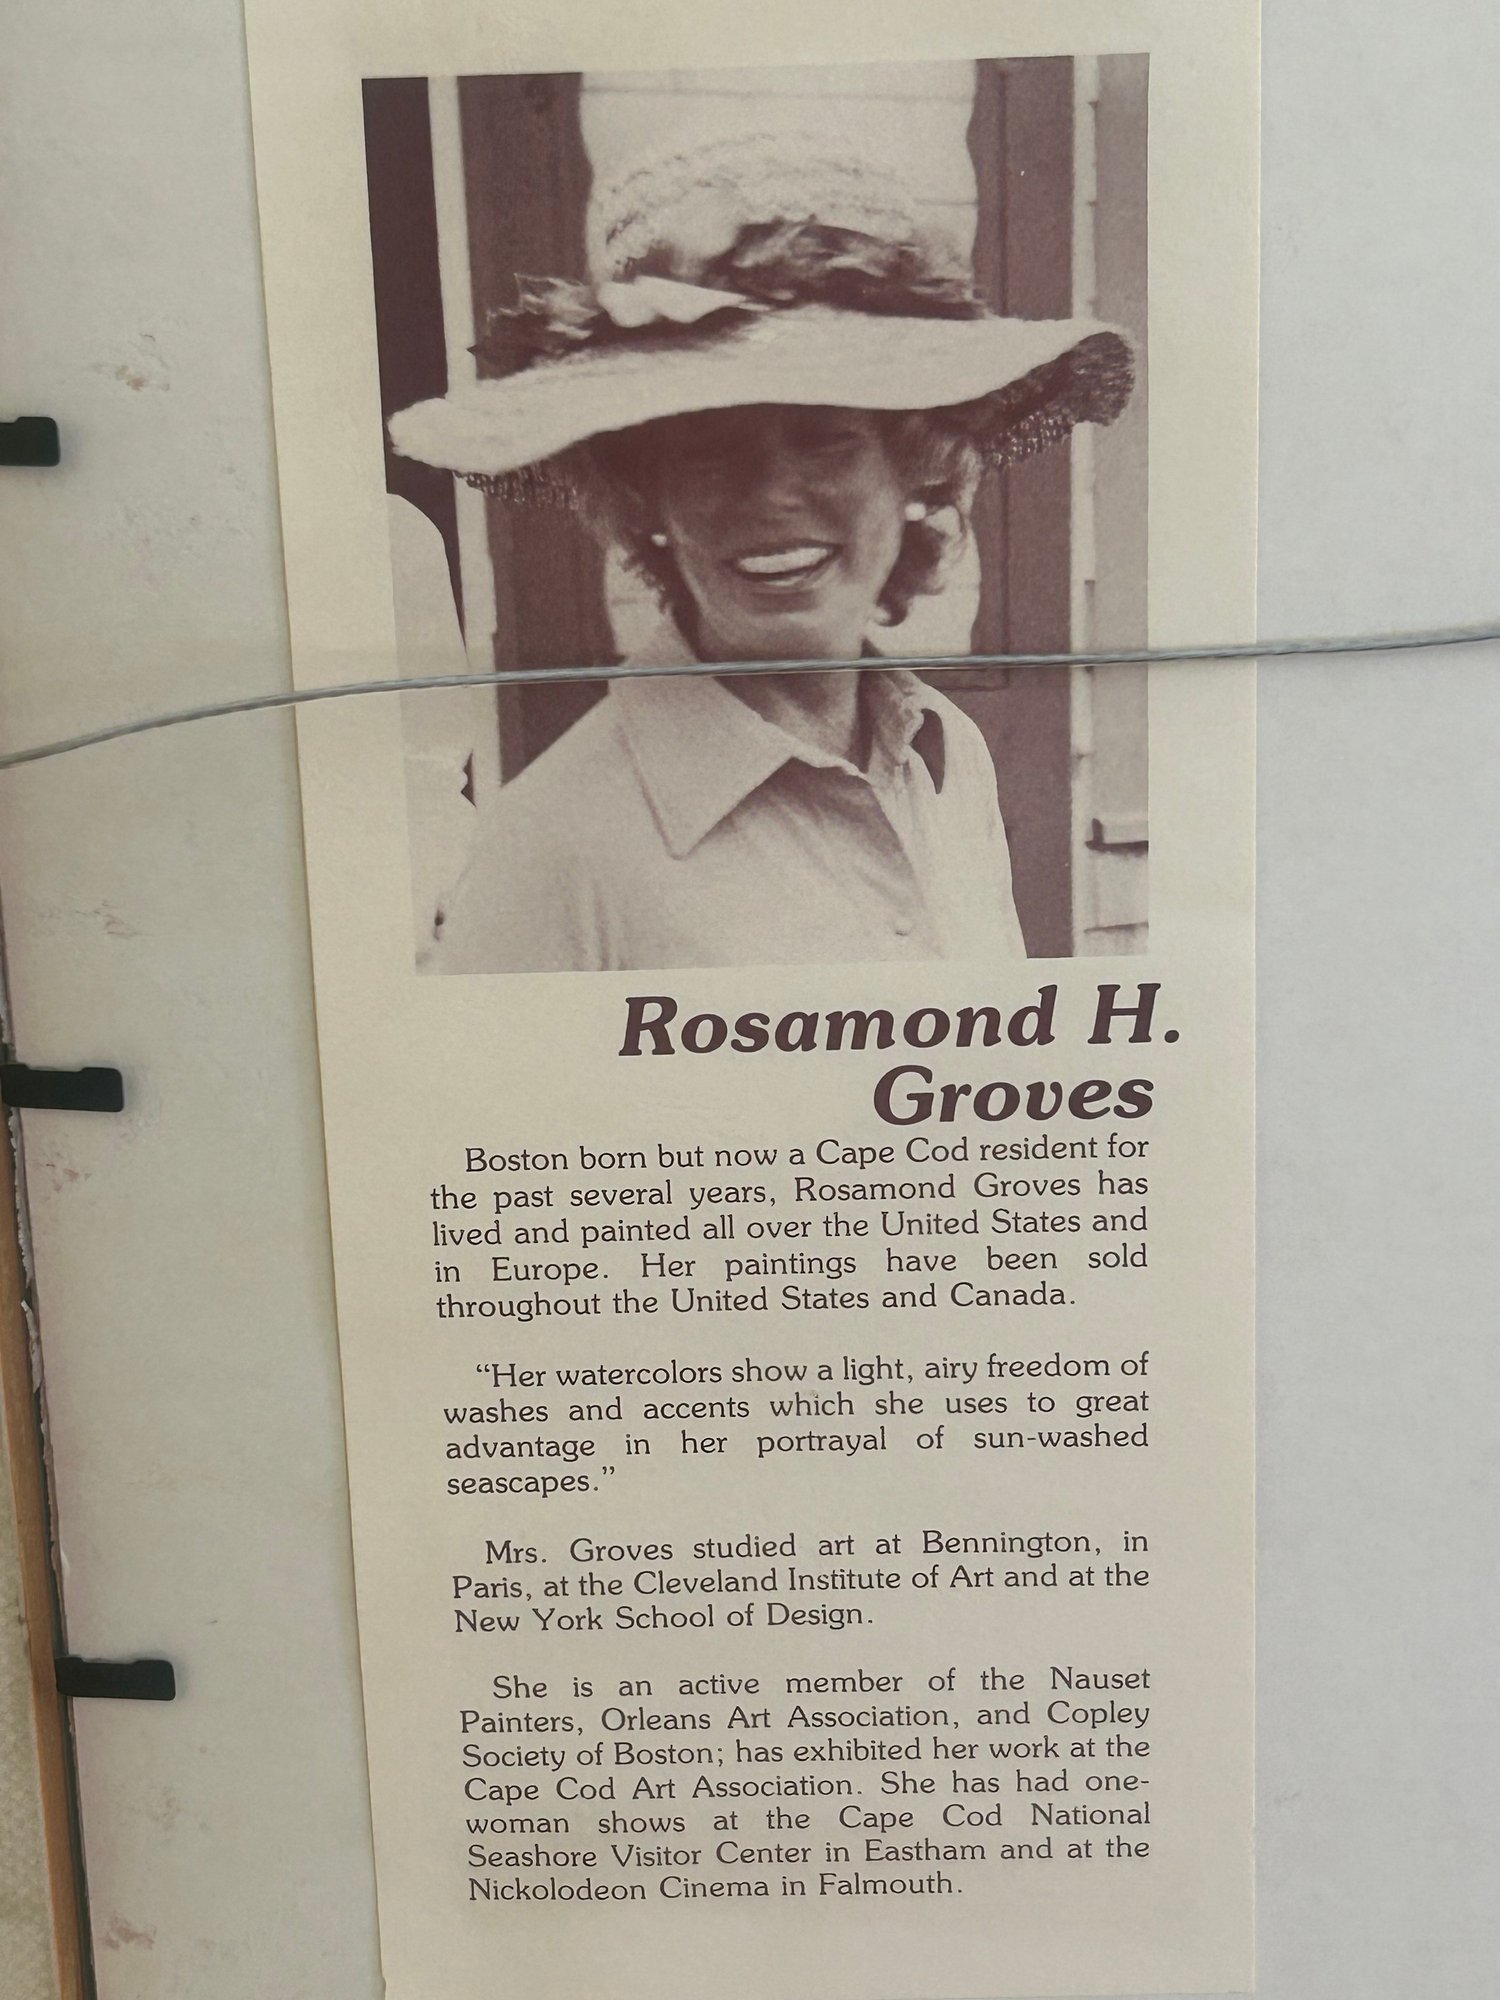 Rosamond H.
Groves
Boston born but now a Cape Cod resident for
the past several years, Rosamond Groves has
lived and painted all over the United States and
in Europe. Her paintings have been sold
throughout the United States and Canada.
“Her watercolors show a light, airy freedom of
washes and accents which she uses to great
advantage in her portrayal of sun-washed
seascapes.”
Mrs. Groves studied art at Bennington, in
Paris, at the Cleveland Institute of Art and at the
New York School of Design.
She is an active member of the Nauset
Painters, Orleans Art Association, and Copley
Society of Boston; has exhibited her work at the
Cape Cod Art Association. She has had one-
woman shows at the Cape Cod National
Seashore Visitor Center in Eastham and at the
Nickolodeon Cinema in Falmouth.